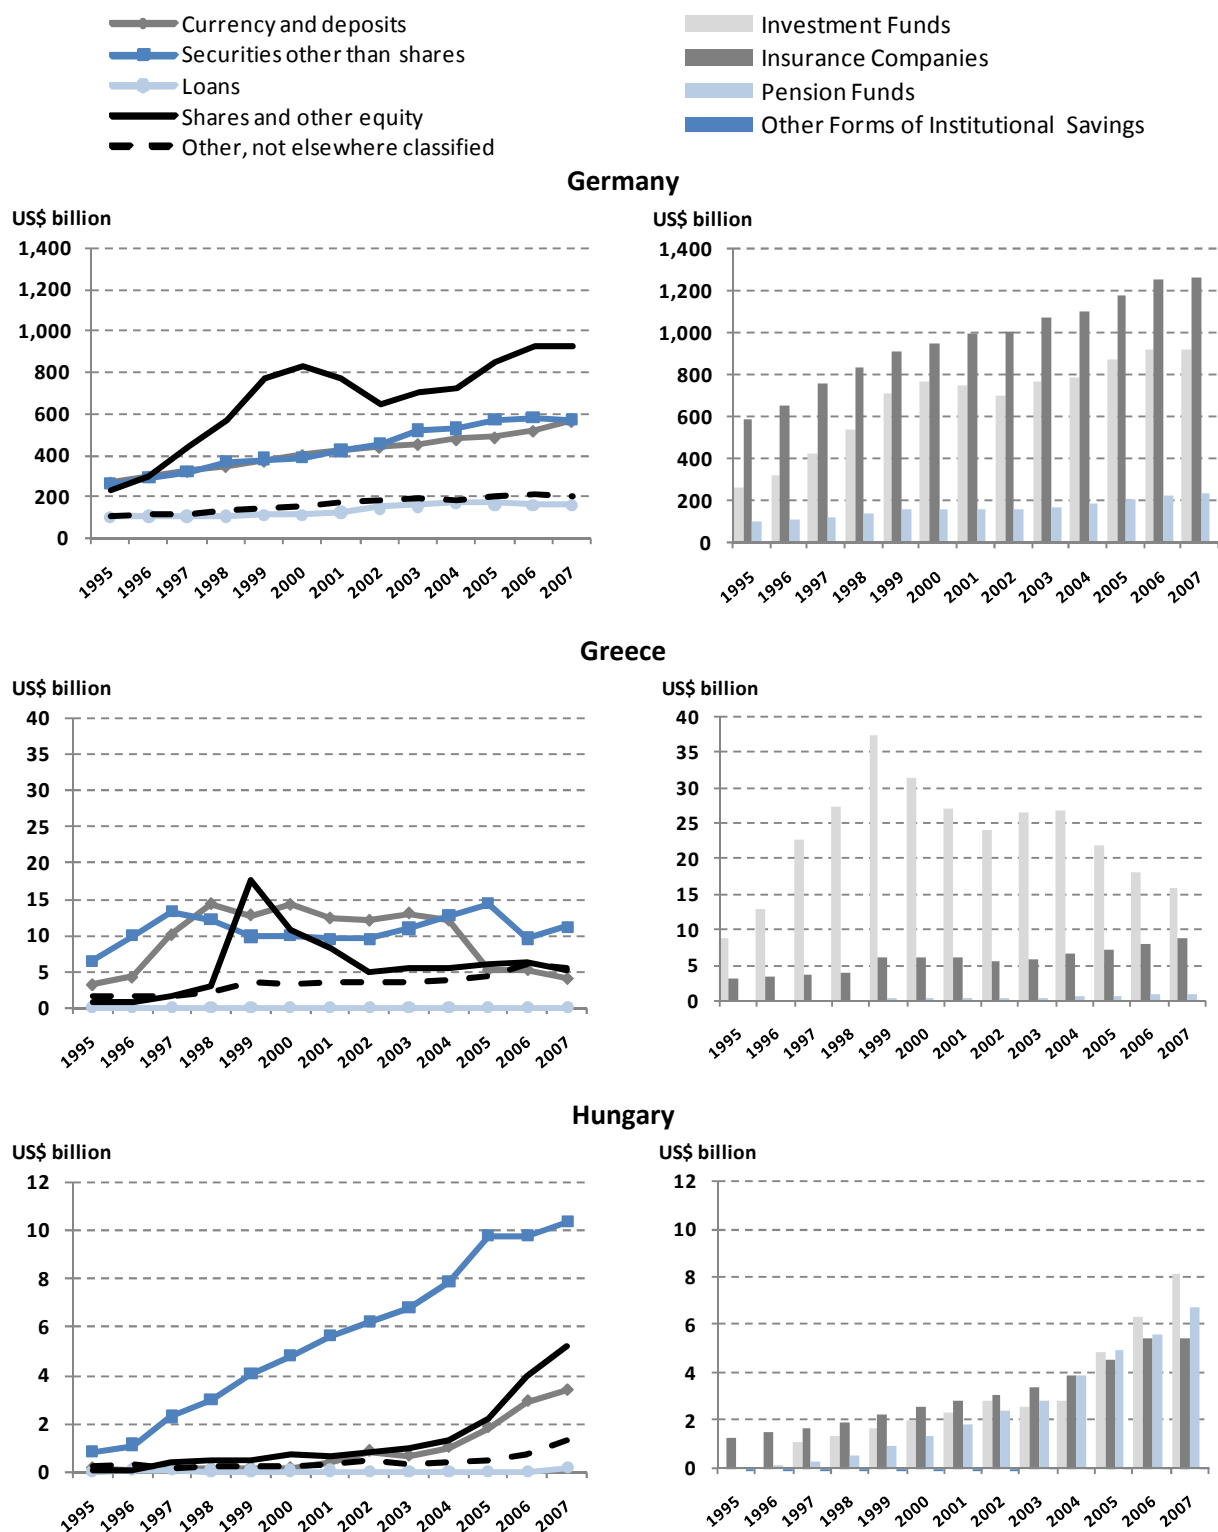 Currency and deposits
Securities other than shares
Loans
Shares and other equity
Other, not elsewhere classified
Investment Funds
Insurance Companies
Pension Funds
Other Forms of Institutional Savings
Germany
US$ billion
1,400
1,200
1,000
800
600
400
200
0
1995 1996 1997 1998 1999 2000 2001 2002 2003 2004 2005 2006 2007
US$ billion
1,400
1,200
1,000
800
600
400
200
0
1995 1996 1997 1998 1999 2000 2001 2002 2003 2004 2005 2006 2007
Greece
US$ billion
40
35
30
25
20
15
10
5
0
1995 1996 1997 1998 1999 2000 2001 2002 2003 2004 2005 2006 2007
US$ billion
40
35
30
25
20
15
10
5
0
1995 1996 1997 1998 1999 2000 2001 2002 2003 2004 2005 2006 2007
Hungary
US$ billion
12
10
8
6
4
2
0
1995 1996 1997 1998 1999 2000 2001 2002 2003 2004 2005 2006 2007
US$ billion
12
10
8
6
4
2
0
1995 1996 1997 1998 1999 2000 2001 2002 2003 2004 2005 2006 2007